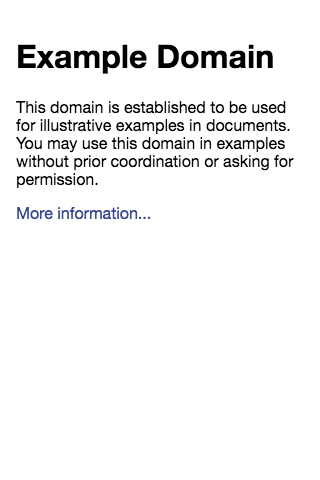 Example Domain
This domain is established to be used
for illustrative examples in documents.
You may use this domain in examples
without prior coordination or asking for
permission.
More information...